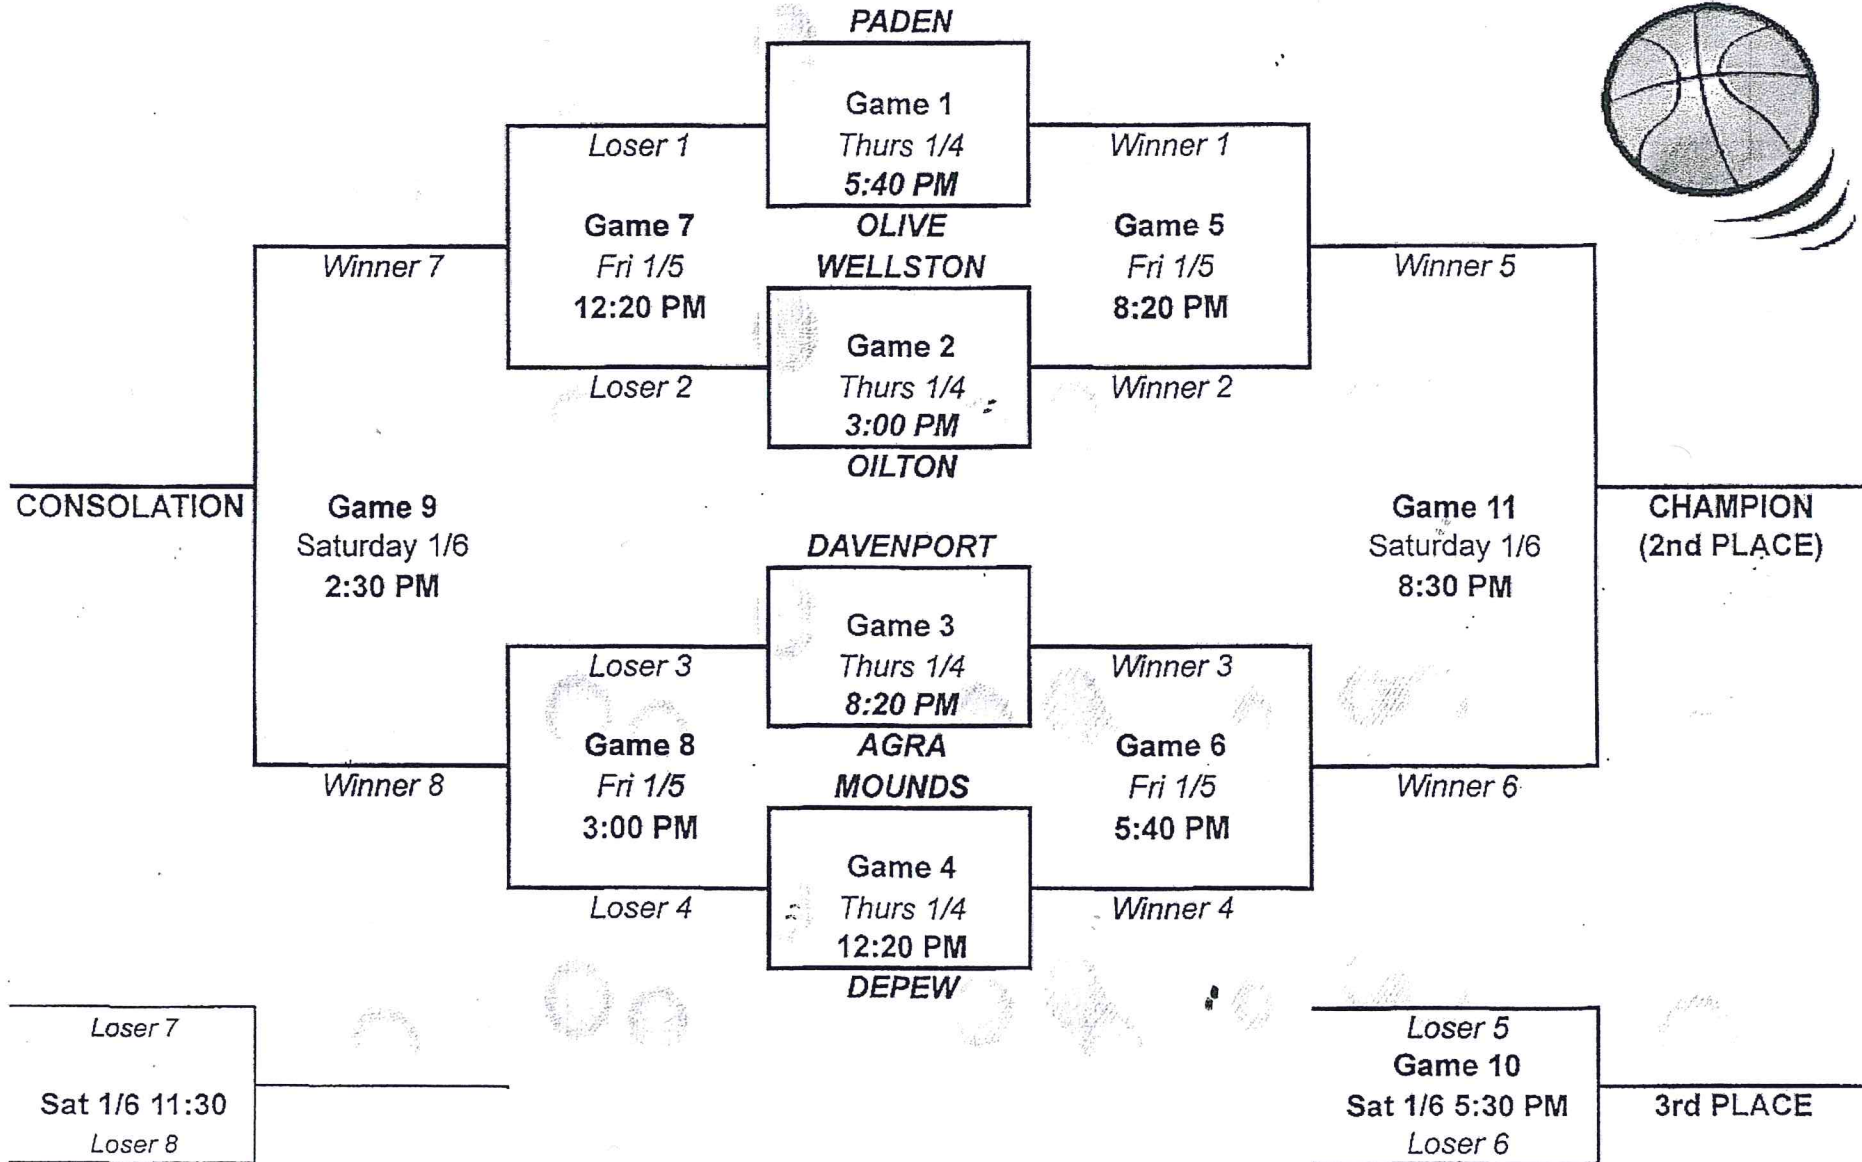 PADEN
Game 1
Thurs 1/4
5:40 PM
OLIVE
Loser 1
Winner 1
Game 7
Fri 1/5
12:20 PM
Game 5
Fri 1/5
8:20 PM
Winner 7
Winner 5
WELLSTON
Game 2
Thurs 1/4
3:00 PM
OILTON
Loser 2
Winner 2
CONSOLATION
Game 9
Saturday 1/6
2:30 PM
Game 11
Saturday 1/6
8:30 PM
CHAMPION
(2nd PLACE)
DAVENPORT
Game 3
Thurs 1/4
8:20 PM
AGRA
Loser 3
Winner 3
Game 8
Fri 1/5
3:00 PM
Game 6
Fri 1/5
5:40 PM
Winner 8
Winner 6
MOUNDS
Game 4
Thurs 1/4
12:20 PM
DEPEW
Loser 4
Winner 4
Loser 7
Sat 1/6 11:30
Loser 8
Loser 5
Game 10
Sat 1/6 5:30 PM
Loser 6
3rd PLACE